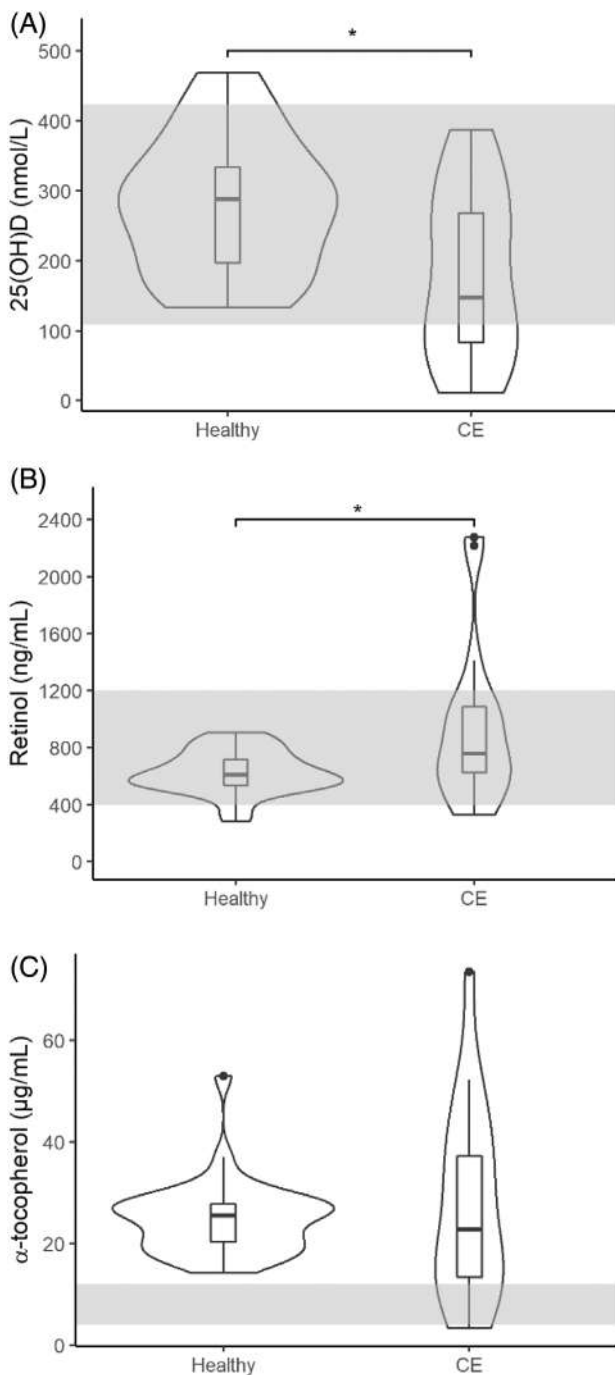 (A)
*
500
400
300
200
100
0
25(OH)D (nmol/L)
Healthy
CE
(B)
*
2400
2000
1600
1200
800
400
0
Retinol (ng/mL)
Healthy
CE
(C)
60
40
20
0
α-tocopherol (µg/mL)
Healthy
CE